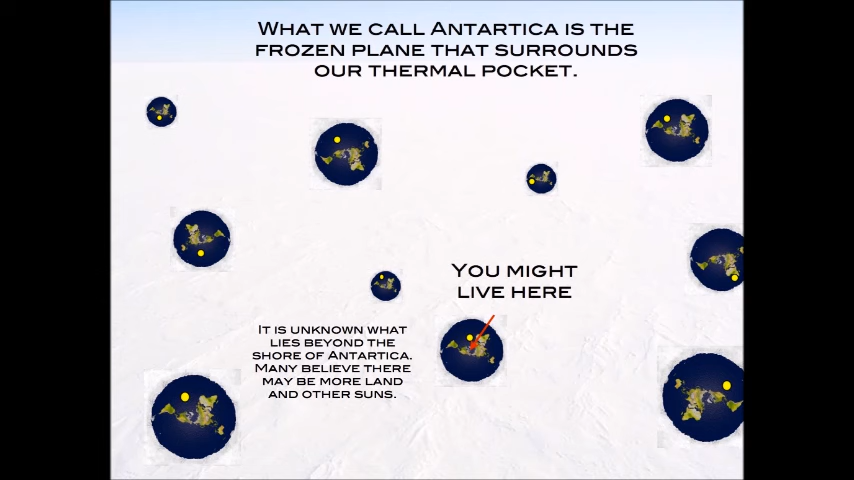 What we call Antartica is the
frozen plane that surrounds
our thermal pocket.
You might
live here
It is unknown what
lies beyond the
shore of Antartica.
Many believe there
may be more land
and other suns.